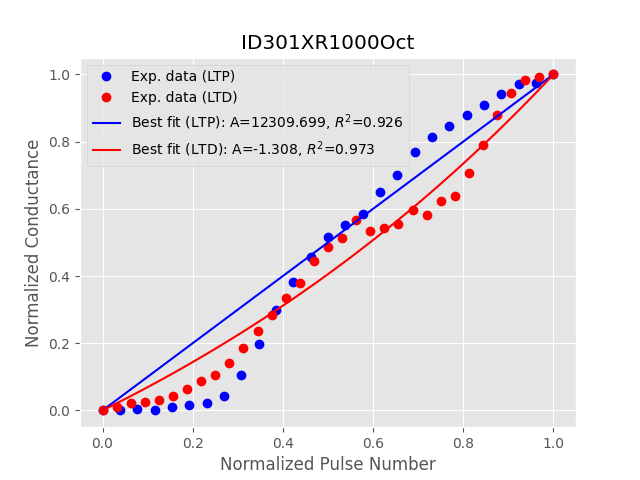 ID301XR1000Oct
Exp. data (LTP)
Exp. data (LTD)
Best fit (LTP): A=12309.699, R²=0.926
Best fit (LTD): A=-1.308, R²=0.973
Normalized Conductance
1.0
0.8
0.6
0.4
0.2
0.0
0.0 0.2 0.4 0.6 0.8 1.0
Normalized Pulse Number